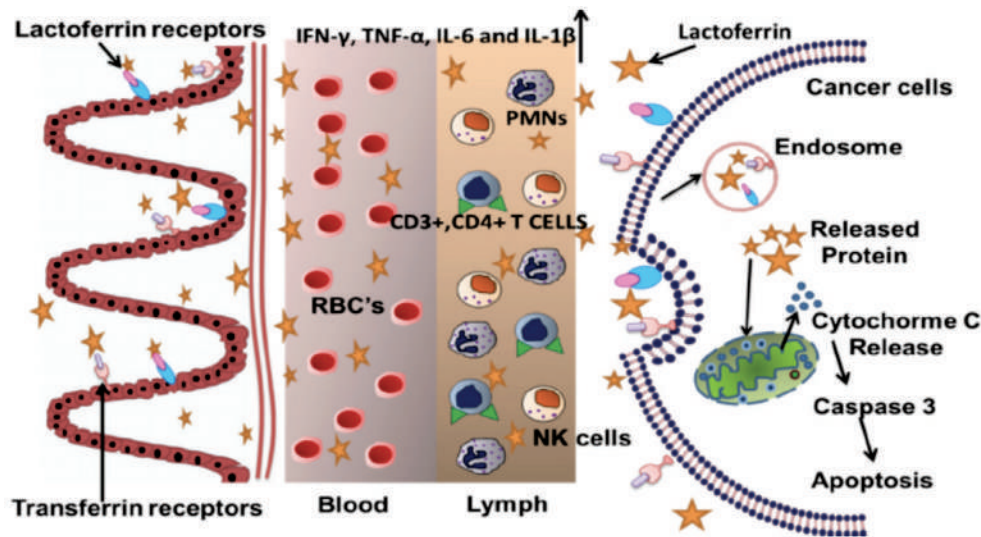 Lactoferrin receptors
IFN-γ, TNF-α, IL-6 and IL-1β
Lactoferrin
Cancer cells
PMNs
Endosome
CD3+,CD4+ T CELLS
Released
Protein
RBC's
Cytochorme C
Release
Caspase 3
NK cells
Apoptosis
Transferrin receptors
Blood
Lymph